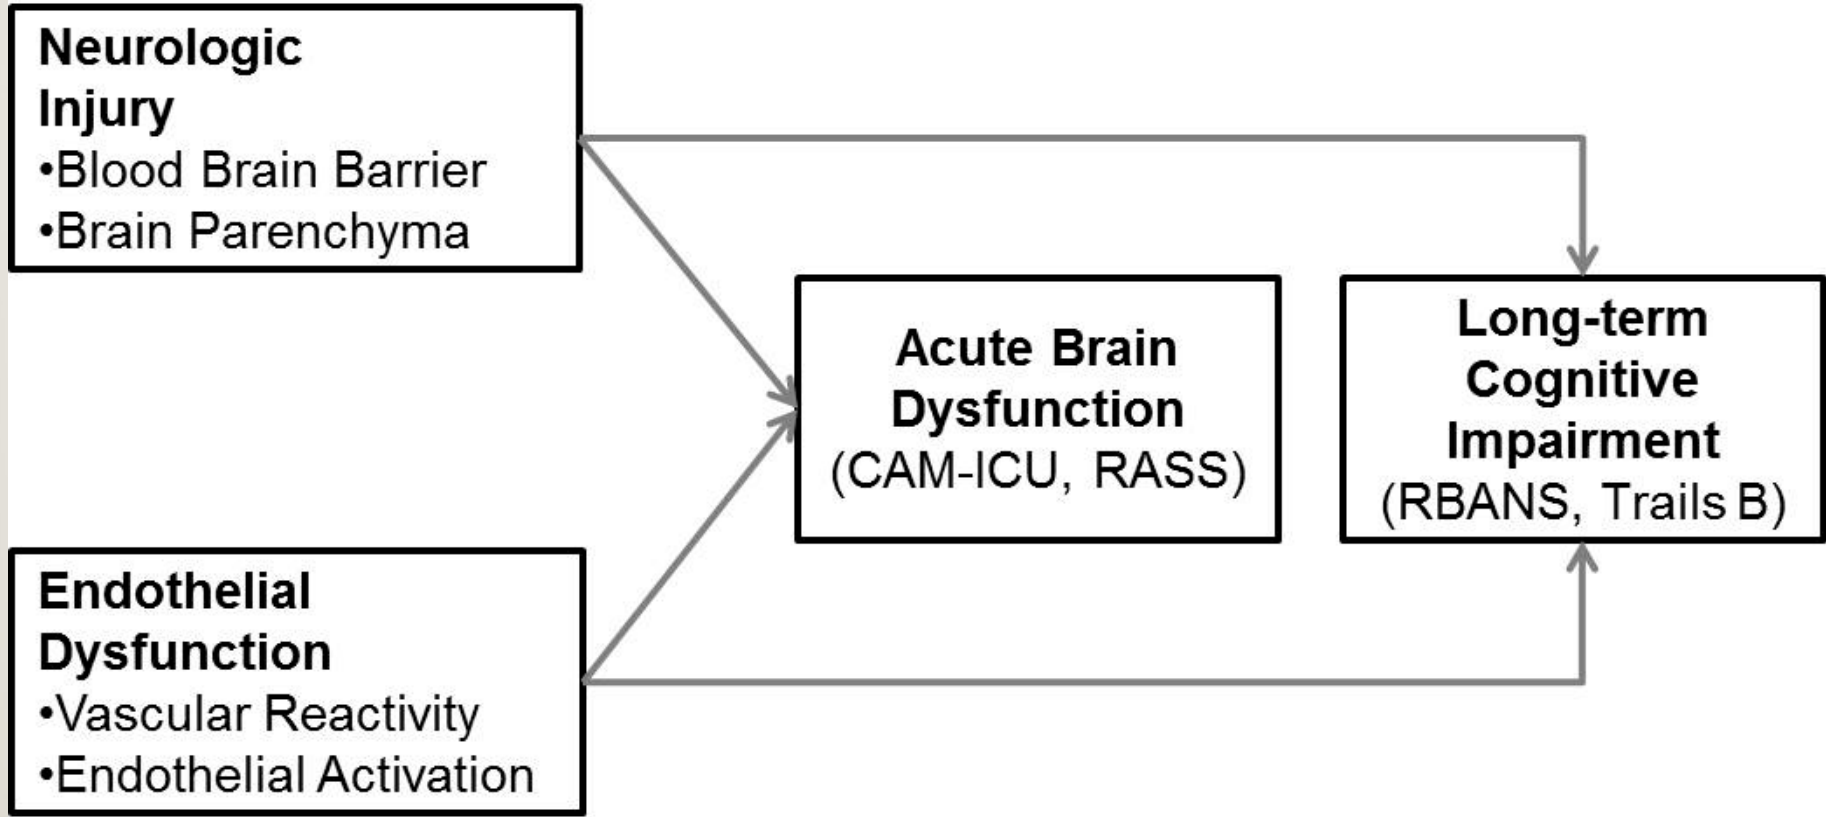 Neurologic
Injury
•Blood Brain Barrier
•Brain Parenchyma
Acute Brain
Dysfunction
(CAM-ICU, RASS)
Long-term
Cognitive
Impairment
(RBANS, Trails B)
Endothelial
Dysfunction
•Vascular Reactivity
•Endothelial Activation